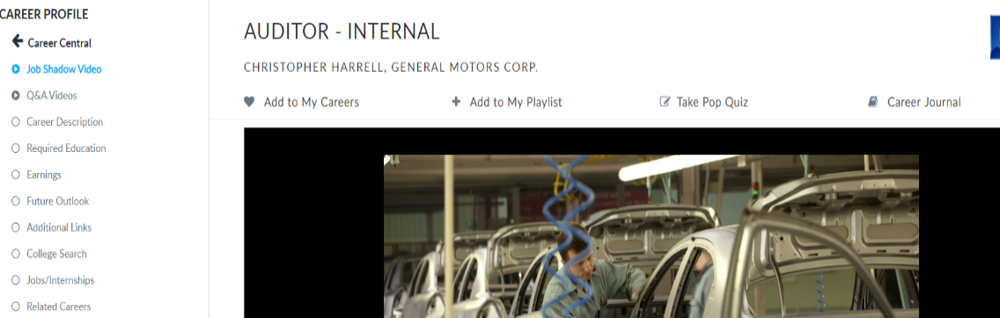 CAREER PROFILE
Career Central
Job Shadow Video
Q&A Videos
Career Description
Required Education
Earnings
Future Outlook
Additional Links
College Search
Jobs/Internships
Related Careers
AUDITOR - INTERNAL
CHRISTOPHER HARRELL, GENERAL MOTORS CORP.
Add to My Careers Add to My Playlist Take Pop Quiz Career Journal